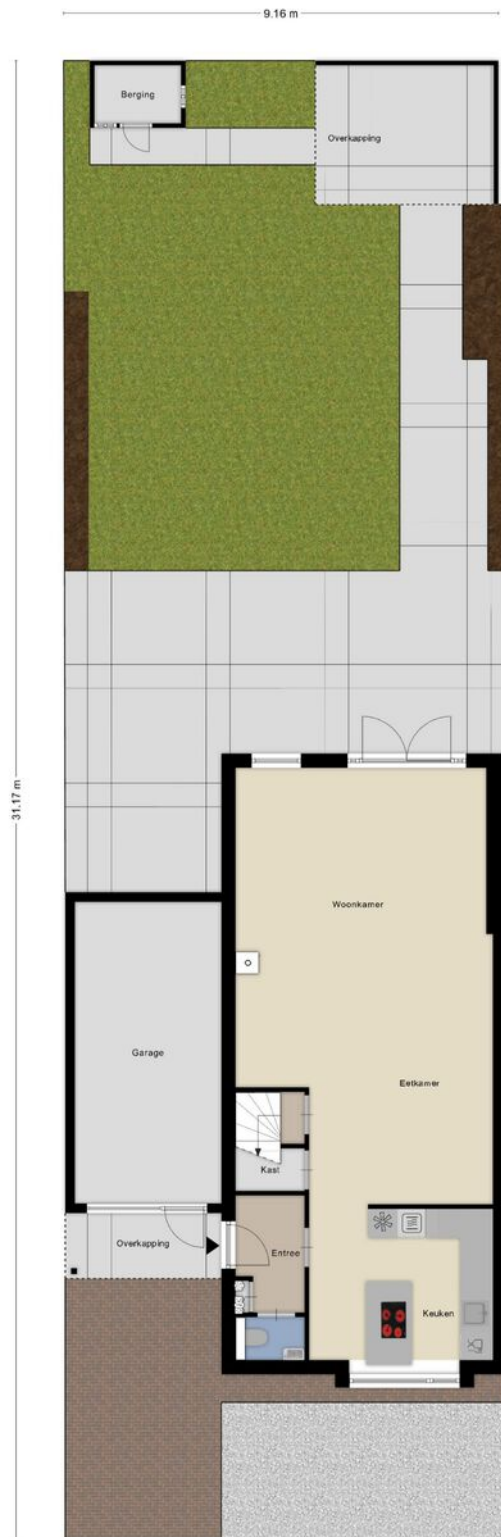 9.16 m
Berging
Overkapping
31.17 m
Woonkamer
Garage
Eetkamer
Kast
Overkapping
Entree
Keuken